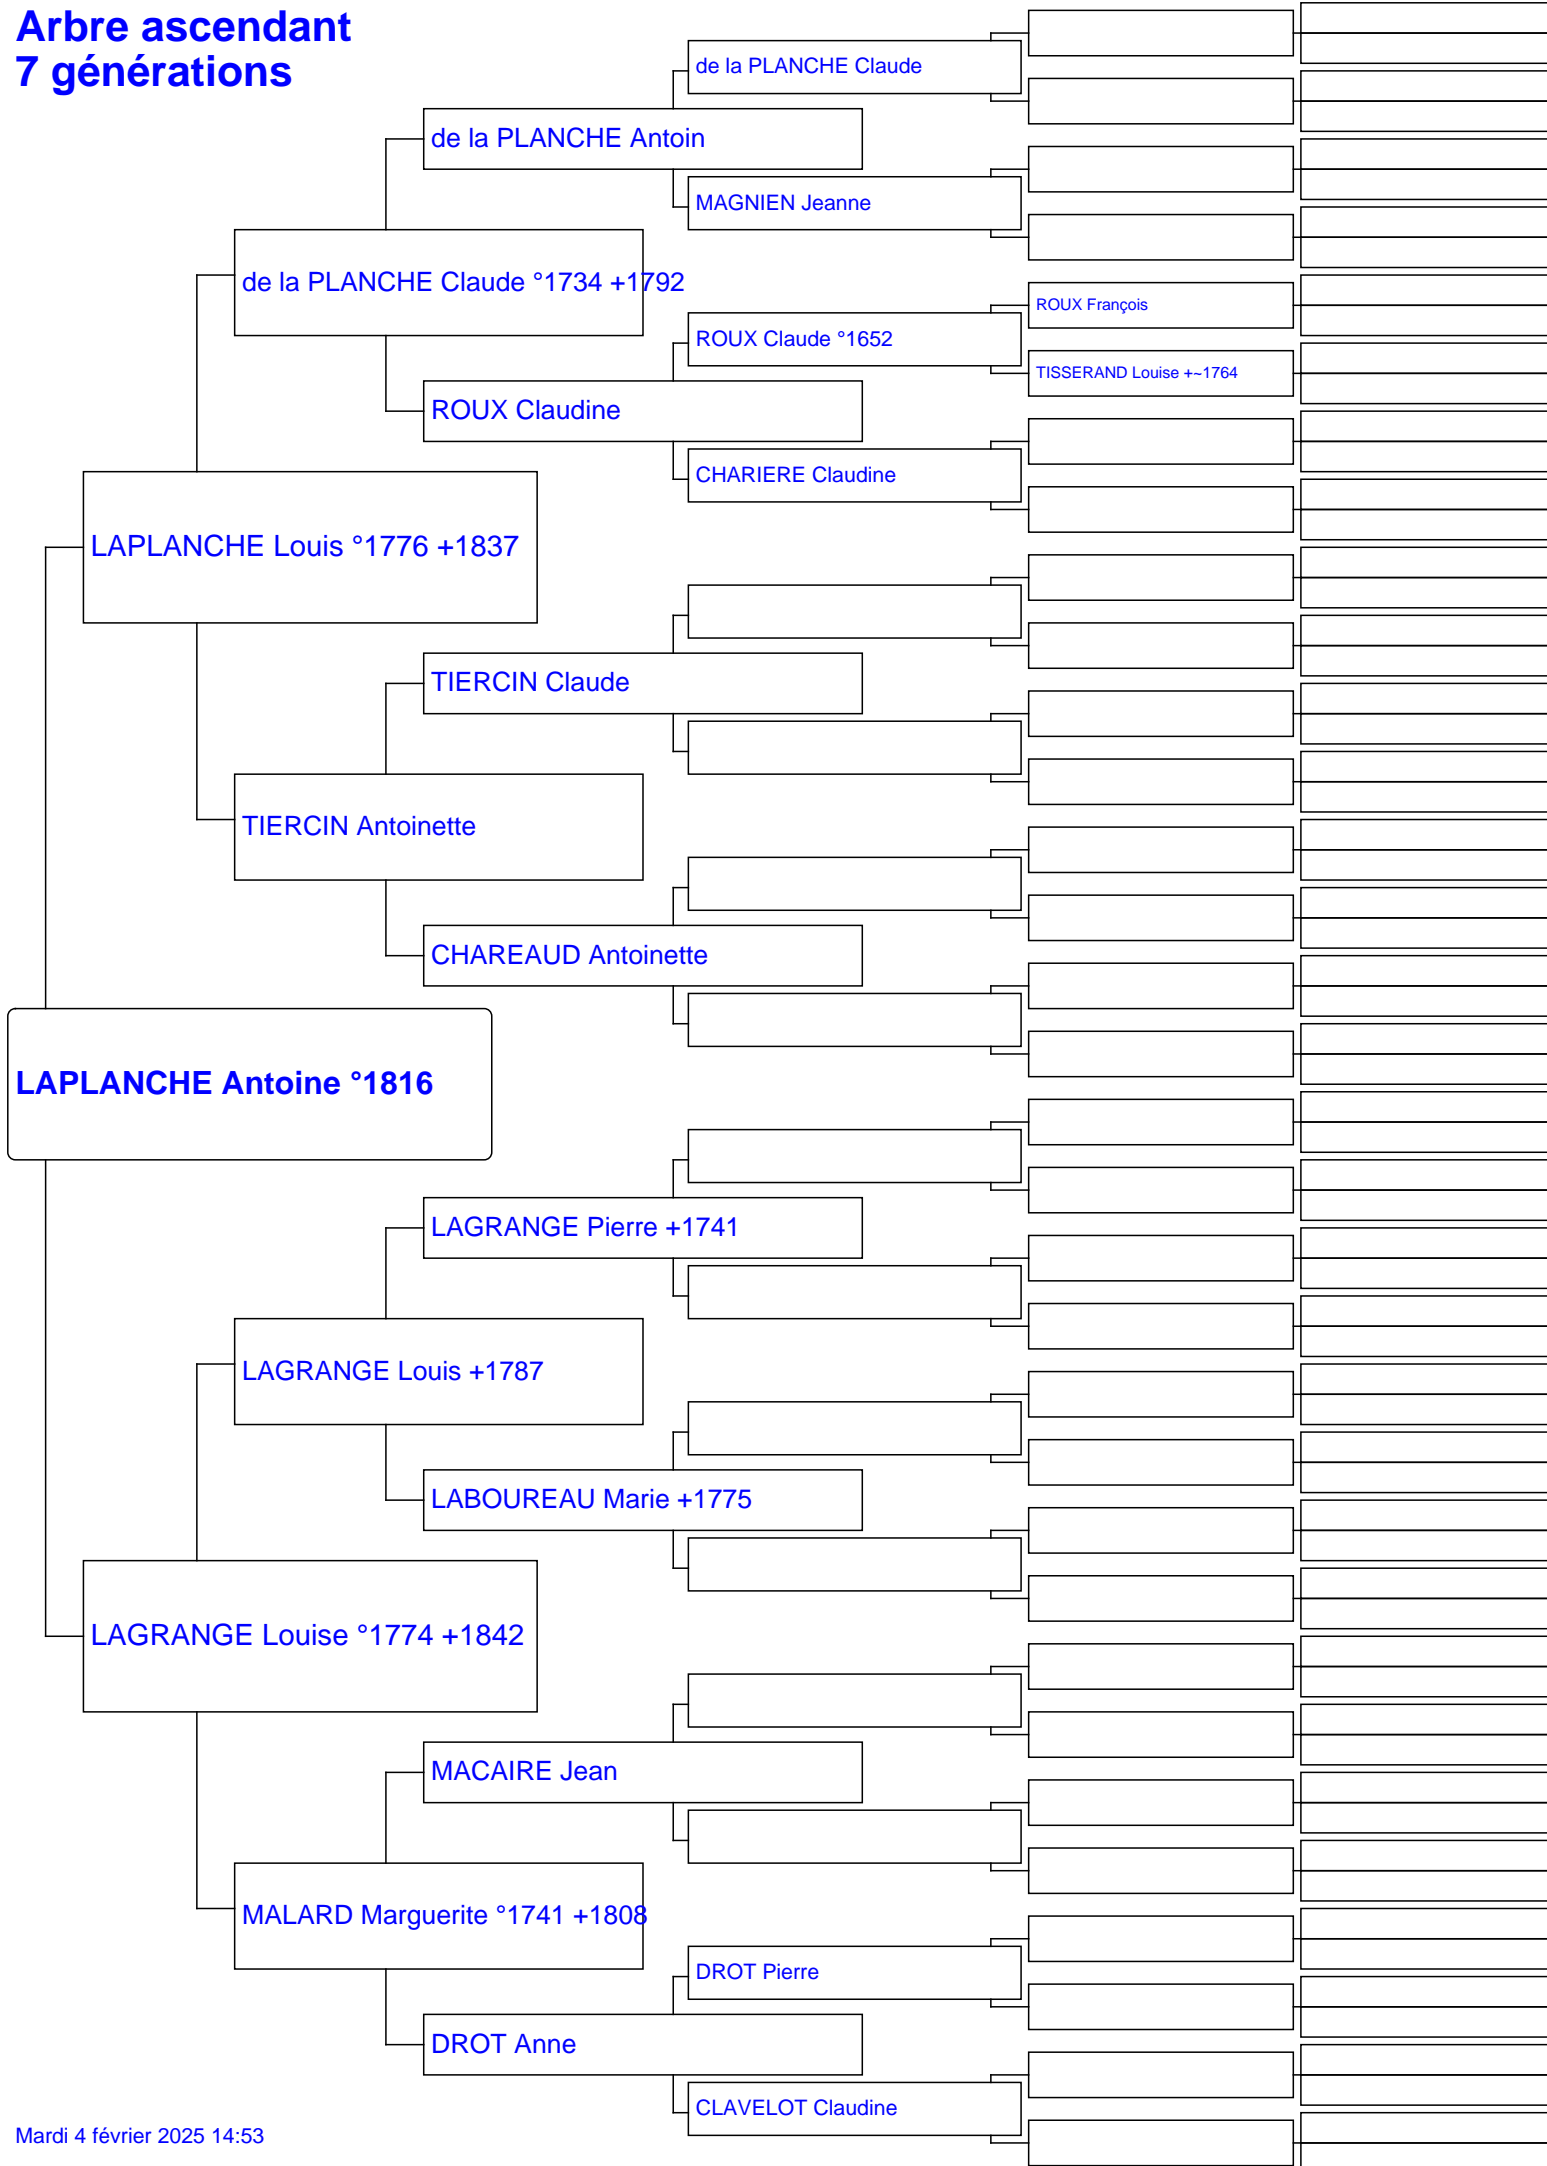 Arbre ascendant
7 générations
de la PLANCHE Claude
de la PLANCHE Antoin
MAGNIEN Jeanne
de la PLANCHE Claude °1734 +1792
ROUX François
ROUX Claude °1652
TISSERAND Louise +~1764
ROUX Claudine
CHARIERE Claudine
LAPLANCHE Louis °1776 +1837
TIERCIN Claude
TIERCIN Antoinette
CHAREAUD Antoinette
LAPLANCHE Antoine °1816
LAGRANGE Pierre +1741
LAGRANGE Louis +1787
LABOUREAU Marie +1775
LAGRANGE Louise °1774 +1842
MACAIRE Jean
MALARD Marguerite °1741 +1808
DROT Pierre
DROT Anne
CLAVELOT Claudine
Mardi 4 février 2025 14:53